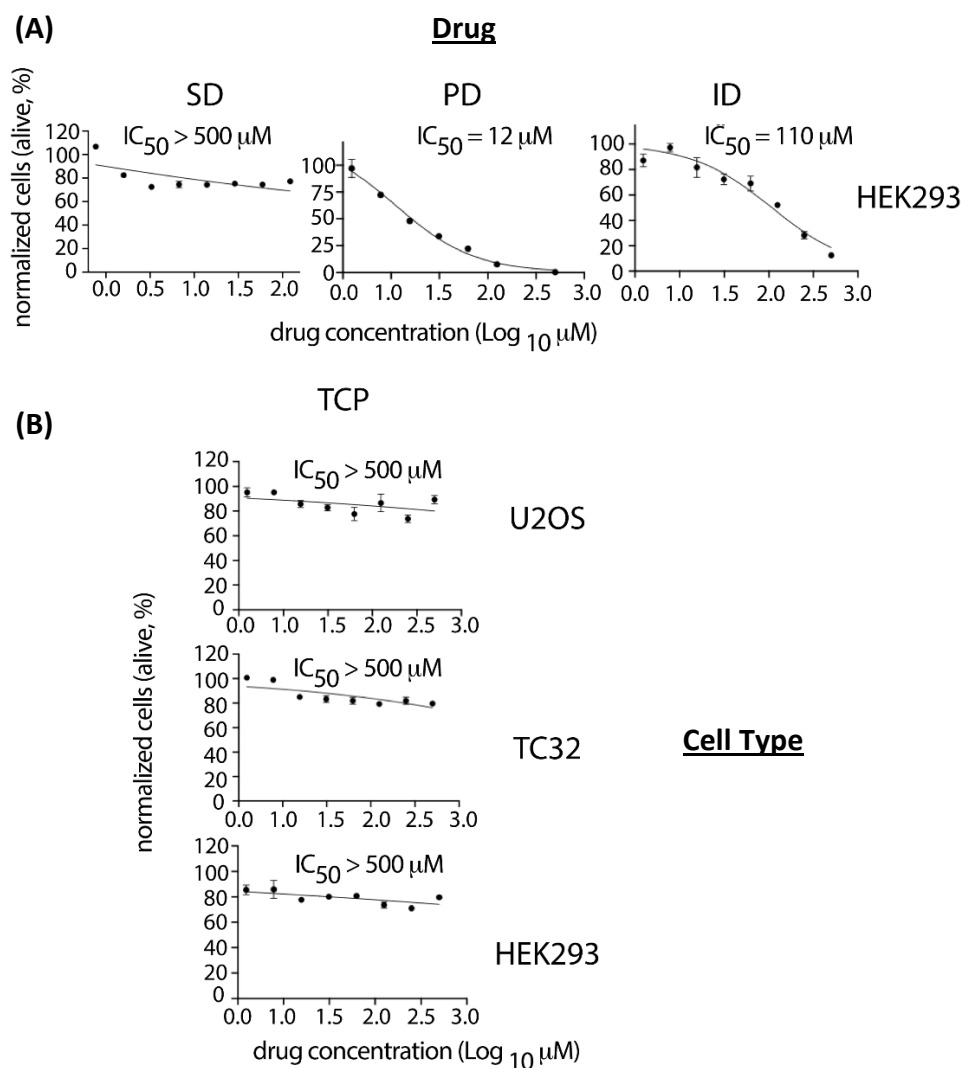 (A)
Drug
SD
PD
ID
normalized cells (alive, %)
IC50 > 500 µM
120
100
80
60
40
20
0
0.0 0.5 1.0 1.5 2.0
IC50 = 12 µM
100
75
50
25
0
0.0 1.0 1.5 2.0 2.5 3.0
IC50 = 110 µM
100
80
60
40
20
0
0.0 1.0 1.5 2.0 2.5 3.0
HEK293
drug concentration (Log 10 µM)
TCP
(B)
normalized cells (alive, %)
IC50 > 500 µM
120
100
80
60
40
20
0
0.0 1.0 1.5 2.0 2.5 3.0
U2OS
IC50 > 500 µM
120
100
80
60
40
20
0
0.0 1.0 1.5 2.0 2.5 3.0
TC32
Cell Type
IC50 > 500 µM
120
100
80
60
40
20
0
0.0 1.0 1.5 2.0 2.5 3.0
HEK293
drug concentration (Log 10 µM)